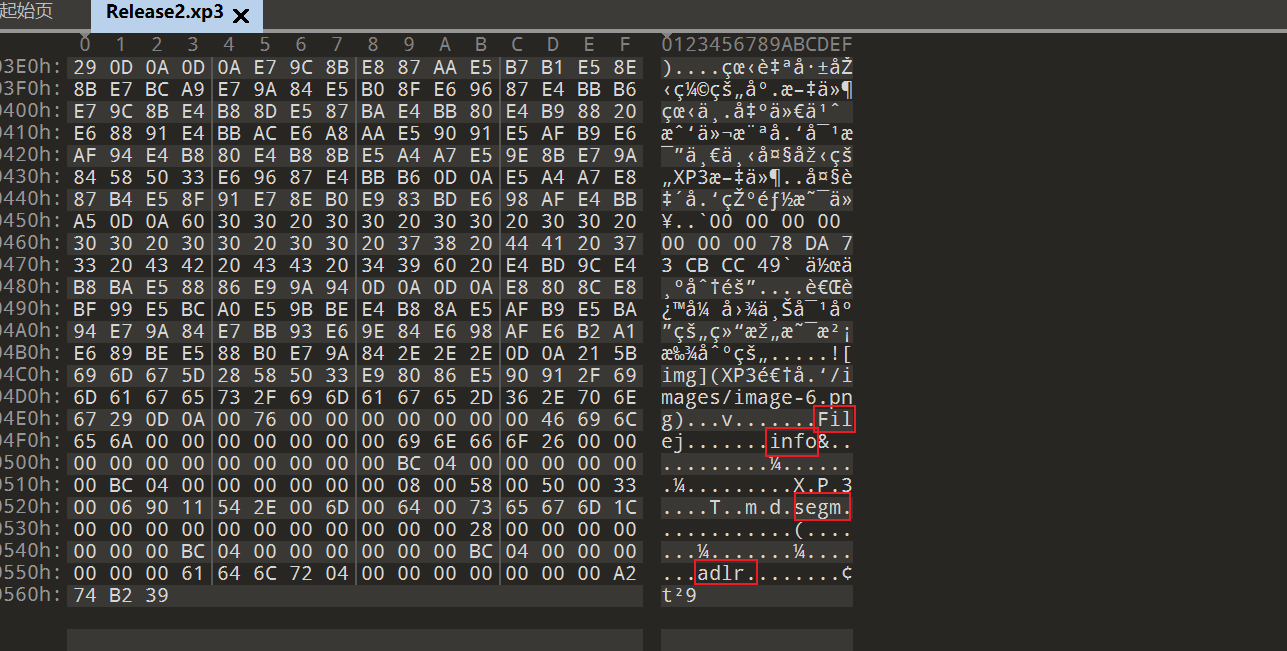 起始页 Release2.xp3 ×
0 1 2 3 4 5 6 7 8 9 A B C D E F 0123456789ABCDEF
03E0h: 29 0D 0A 0D 0A E7 9C 8B E8 87 AA E5 B7 B1 E5 8E )....çœ‹è‡ªå·±åŽ
03F0h: 8B E7 BC A9 E7 9A 84 E5 B0 8F E6 96 87 E4 BB B6 ‹ç¼©çš„å°.æ–‡ä»¶
0400h: E7 9C 8B E4 B8 8D E5 87 BA E4 BB 80 E4 B9 88 20 çœ‹ä¸.å‡ºä»€ä¹ˆ
0410h: E6 88 91 E4 BB AC E6 A8 AA E5 90 91 E5 AF B9 E6 æˆ‘ä»¬æ¨ªå.‘å¯¹æ
0420h: AF 94 E4 B8 80 E4 B8 8B E5 A4 A7 E5 9E 8B E7 9A ¯”ä¸€ä¸‹å¤§åž‹çš
0430h: 84 58 50 33 E6 96 87 E4 BB B6 0D 0A E5 A4 A7 E8 „XP3æ–‡ä»¶..å¤§è
0440h: 87 B4 E5 8F 91 E7 8E B0 E9 83 BD E6 98 AF E4 BB ‡´å.‘çŽ°éƒ½æ˜¯ä»
0450h: A5 0D 0A 60 30 30 20 30 30 20 30 30 20 30 30 20 ¥..`00 00 00 00
0460h: 30 30 20 30 30 20 30 30 20 37 38 20 44 41 20 37 00 00 00 78 DA 7
0470h: 33 20 43 42 20 43 43 20 34 39 60 20 E4 BD 9C E4 3 CB CC 49` ä½œä
0480h: B8 BA E5 88 86 E9 9A 94 0D 0A 0D 0A E8 80 8C E8 ¸ºåˆ†éš”....è€Œè
0490h: BF 99 E5 BC A0 E5 9B BE E4 B8 8A E5 AF B9 E5 BA ¿™å¼ å›¾ä¸Šå¯¹åº
04A0h: 94 E7 9A 84 E7 BB 93 E6 9E 84 E6 98 AF E6 B2 A1 ”çš„ç»“æž„æ˜¯æ²¡
04B0h: E6 89 BE E5 88 B0 E7 9A 84 2E 2E 2E 0D 0A 21 5B æ‰¾åˆ°çš„.....![
04C0h: 69 6D 67 5D 28 58 50 33 E9 80 86 E5 90 91 2F 69 img](XP3é€†å.‘/i
04D0h: 6D 61 67 65 73 2F 69 6D 61 67 65 2D 36 2E 70 6E mages/image-6.pn
04E0h: 67 29 0D 0A 00 76 00 00 00 00 00 00 00 46 69 6C g)...v.......Fil
04F0h: 65 6A 00 00 00 00 00 00 00 69 6E 66 6F 26 00 00 ej.......info&..
0500h: 00 00 00 00 00 00 00 00 00 BC 04 00 00 00 00 00 .........¼......
0510h: 00 BC 04 00 00 00 00 00 00 08 00 58 00 50 00 33 .¼.........X.P.3
0520h: 00 06 90 11 54 2E 00 6D 00 64 00 73 65 67 6D 1C ....T..m.d.segm.
0530h: 00 00 00 00 00 00 00 00 00 00 00 28 00 00 00 00 ...........(....
0540h: 00 00 00 BC 04 00 00 00 00 00 00 BC 04 00 00 00 ...¼.......¼....
0550h: 00 00 00 61 64 6C 72 04 00 00 00 00 00 00 00 A2 ...adlr........¢
0560h: 74 B2 39 t²9